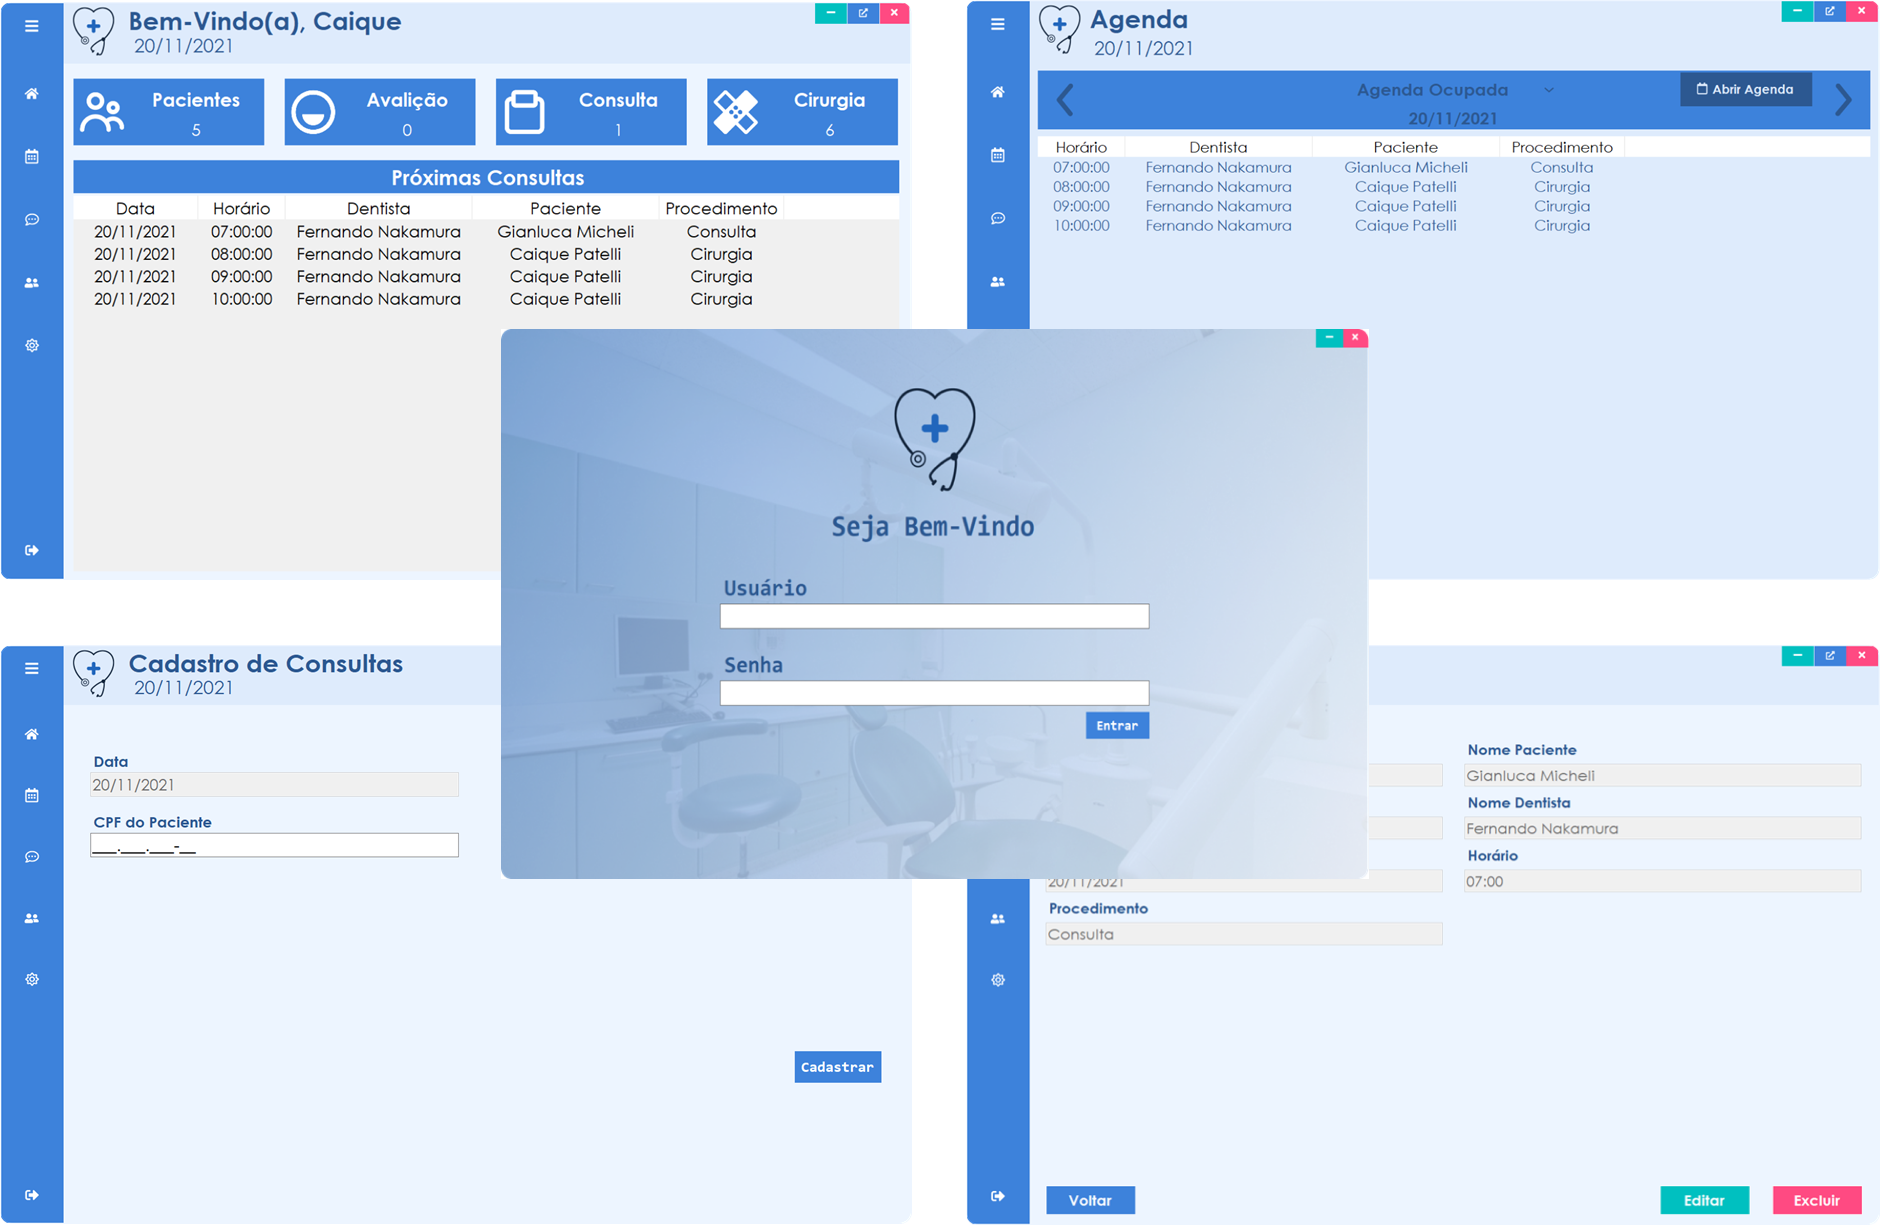 Bem-Vindo(a), Caique
20/11/2021
Pacientes
5
Avalição
0
Consulta
1
Cirurgia
6
Próximas Consultas
Data Horário Dentista Paciente Procedimento
20/11/2021 07:00:00 Fernando Nakamura Gianluca Micheli Consulta
20/11/2021 08:00:00 Fernando Nakamura Caique Patelli Cirurgia
20/11/2021 09:00:00 Fernando Nakamura Caique Patelli Cirurgia
20/11/2021 10:00:00 Fernando Nakamura Caique Patelli Cirurgia
Agenda
20/11/2021
Agenda Ocupada
20/11/2021
Abrir Agenda
Horário Dentista Paciente Procedimento
07:00:00 Fernando Nakamura Gianluca Micheli Consulta
08:00:00 Fernando Nakamura Caique Patelli Cirurgia
09:00:00 Fernando Nakamura Caique Patelli Cirurgia
10:00:00 Fernando Nakamura Caique Patelli Cirurgia
Seja Bem-Vindo
Usuário
Senha
Entrar
Cadastro de Consultas
20/11/2021
Data
20/11/2021
CPF do Paciente
___.___.___-__
Cadastrar
Nome Paciente
Gianluca Micheli
Nome Dentista
Fernando Nakamura
Horário
20/11/2021
07:00
Procedimento
Consulta
Voltar
Editar
Excluir